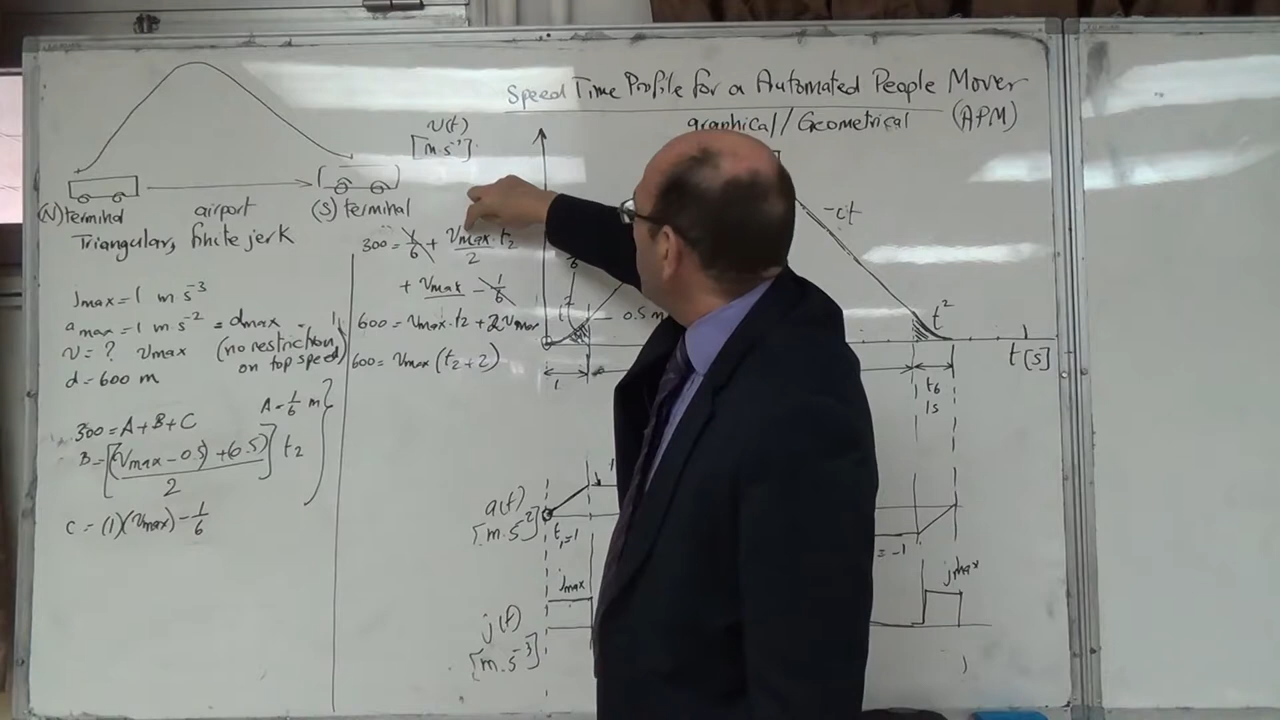 Speed Time Profile for a Automated People Mover
graphical/Geometrical (APM)
(N) terminal airport (S) terminal
Triangular, finite jerk
jmax = 1 m s⁻³
amax = 1 m s⁻² = dmax
v = ? vmax (no restriction on top speed)
d = 600 m
300 = A + B + C
A = 1/6 m
B = [(Vmax - 0.5) + (0.5)]/2 t2
C = (1)(vmax) - 1/6
300 = 1/6 + vmax·t2/2
+ vmax - 1/6
600 = vmax·t2 + 2vmax
600 = vmax (t2 + 2)
v(t)
[m·s⁻¹]
-ct
t²
t²
0.5 m
t[s]
1
t6
1s
a(t)
[m·s⁻²]
t1=1
= -1
jmax
jmax
j(t)
[m·s⁻³]